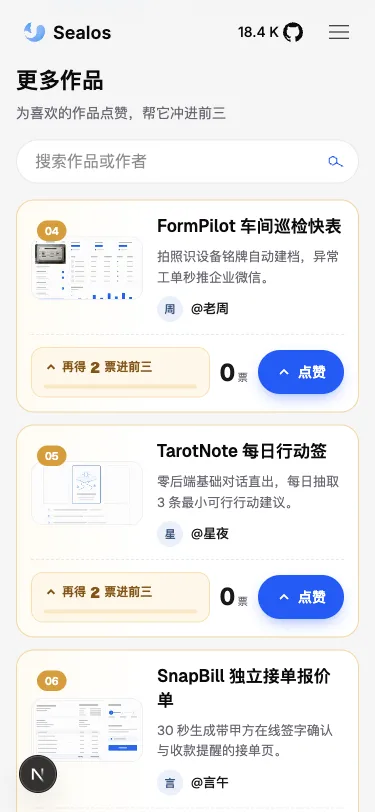 Sealos
18.4 K
更多作品
为喜欢的作品点赞，帮它冲进前三
搜索作品或作者
04
FormPilot 车间巡检快表
拍照识设备铭牌自动建档，异常
工单秒推企业微信。
周 @老周
再得 2 票进前三
0 票
点赞
05
TarotNote 每日行动签
零后端基础对话直出，每日抽取
3 条最小可行行动建议。
星 @星夜
再得 2 票进前三
0 票
点赞
06
SnapBill 独立接单报价
单
30 秒生成带甲方在线签字确认
与收款提醒的接单页。
言 @言午
N